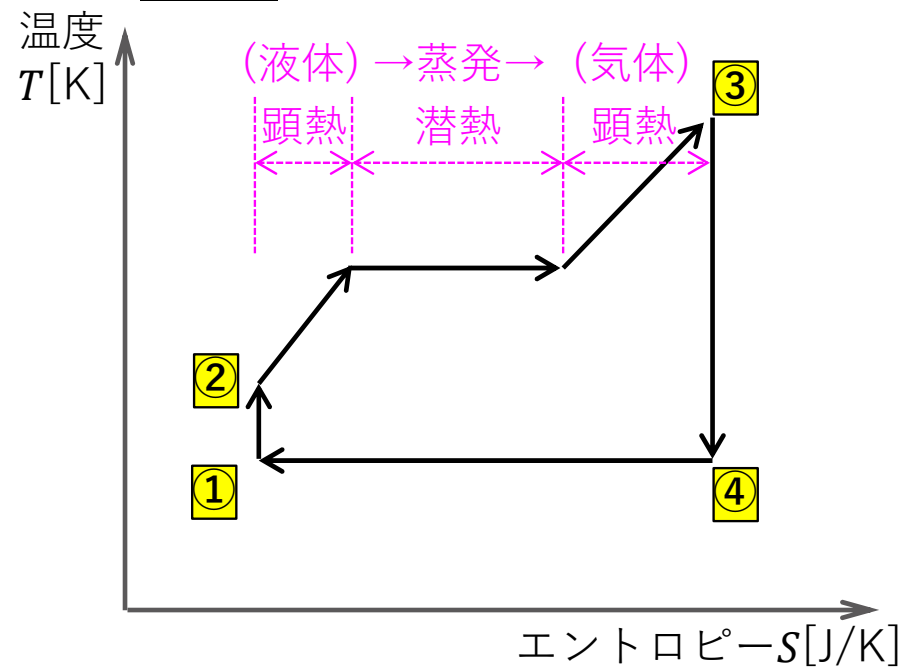 温度
T[K]
(液体)→蒸発→(気体)
顕熱 潜熱 顕熱
③
②
①
④
エントロピーS[J/K]